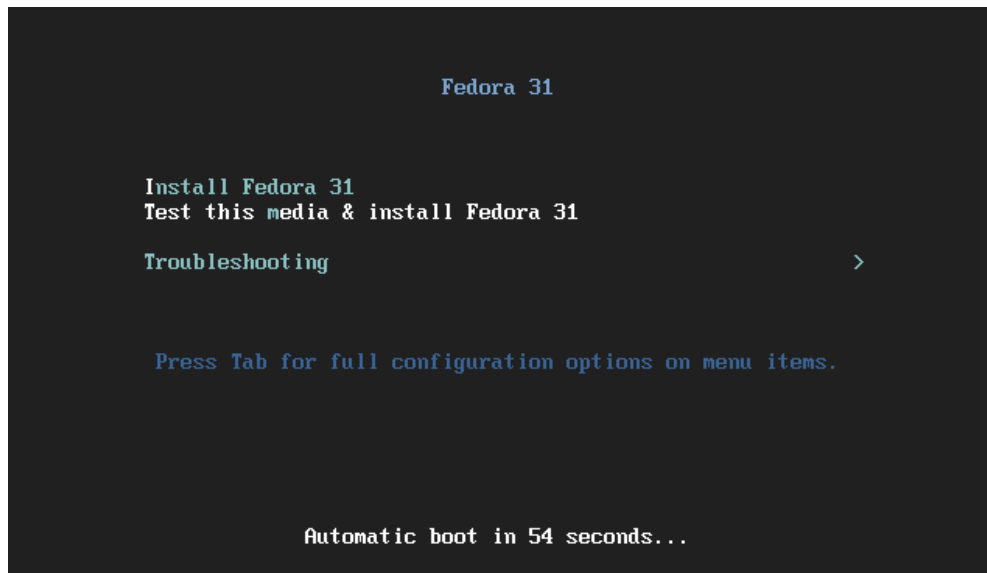 Fedora 31
Install Fedora 31
Test this media & install Fedora 31
Troubleshooting >
Press Tab for full configuration options on menu items.
Automatic boot in 54 seconds...